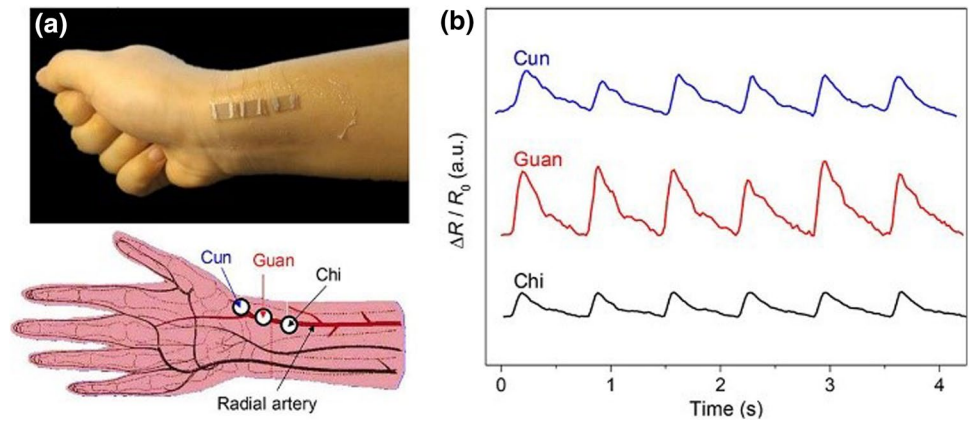 (a)
Cun
Guan
Chi
Radial artery
(b)
Cun
Guan
Chi
ΔR / R₀ (a.u.)
0 1 2 3 4
Time (s)